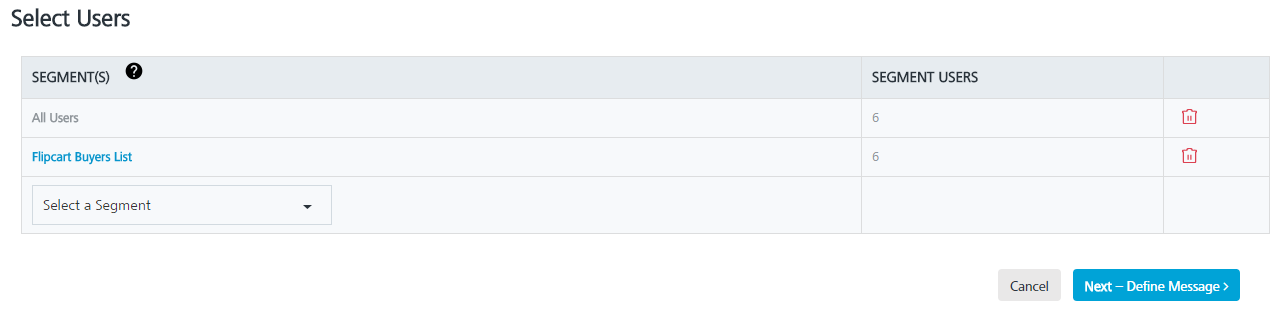 Select Users
SEGMENT(S) ? SEGMENT USERS
All Users 6
Flipcart Buyers List 6
Select a Segment
Cancel Next – Define Message >